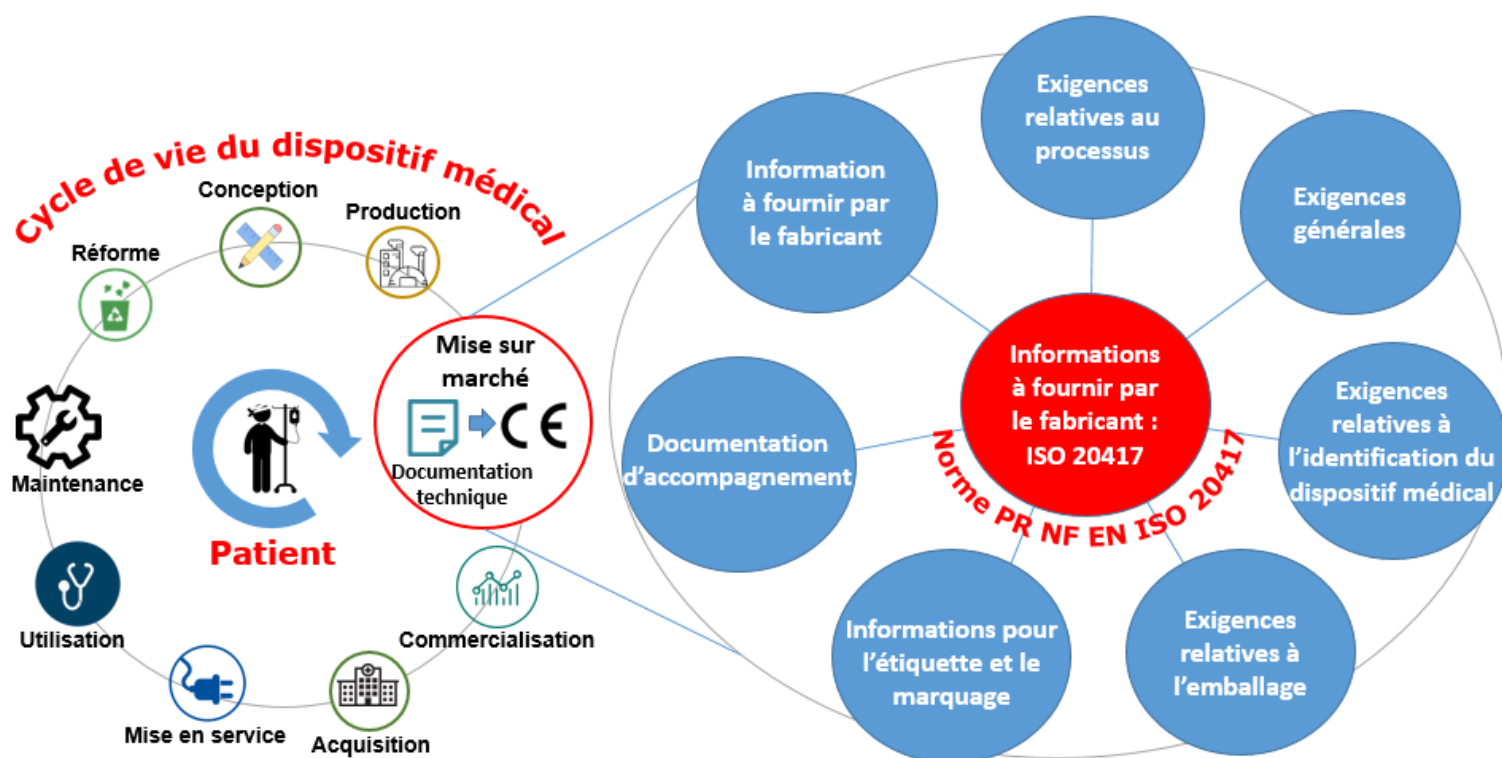 Cycle de vie du dispositif médical
Conception
Production
Réforme
Mise sur
marché
CE
Documentation
technique
Maintenance
Patient
Utilisation
Commercialisation
Mise en service
Acquisition
Exigences
relatives au
processus
Information
à fournir par
le fabricant
Exigences
générales
Informations
à fournir par
le fabricant :
ISO 20417
Norme PR NF EN ISO 20417
Documentation
d’accompagnement
Exigences
relatives à
l’identification du
dispositif médical
Informations pour
l’étiquette et le
marquage
Exigences
relatives à
l’emballage